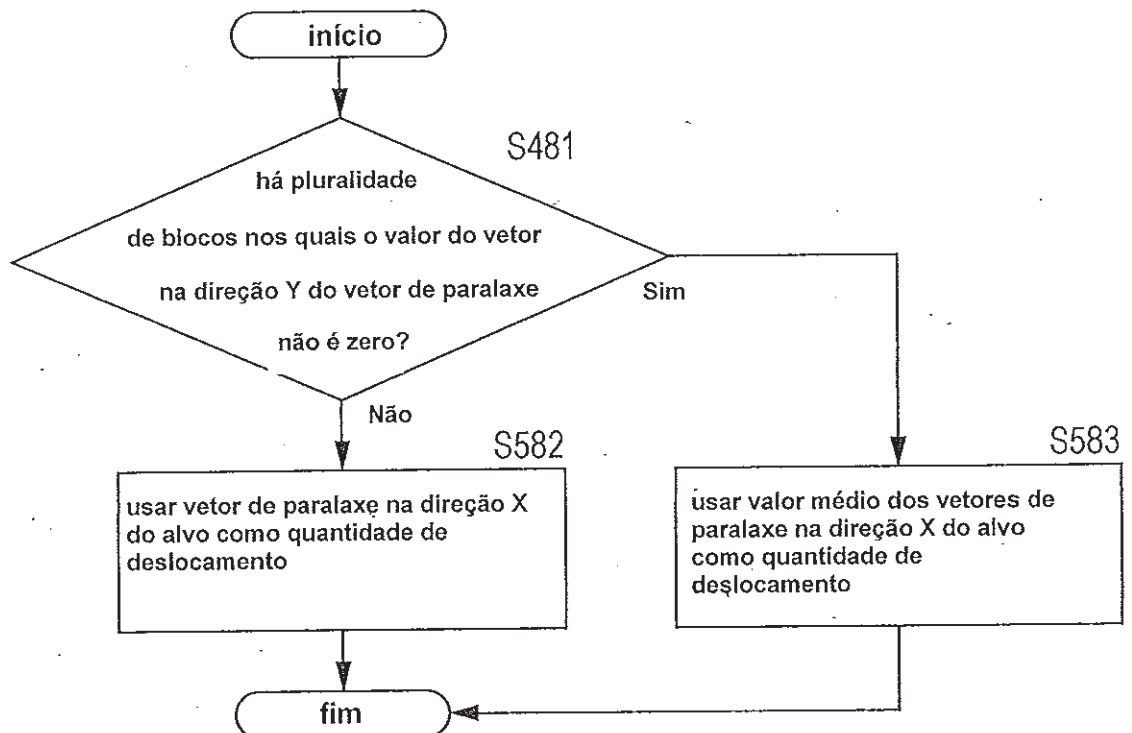 início
S481
há pluralidade
de blocos nos quais o valor do vetor
na direção Y do vetor de paralaxe
não é zero?
Sim
Não
S582
usar vetor de paralaxe na direção X
do alvo como quantidade de
deslocamento
S583
usar valor médio dos vetores de
paralaxe na direção X do alvo
como quantidade de
deslocamento
fim